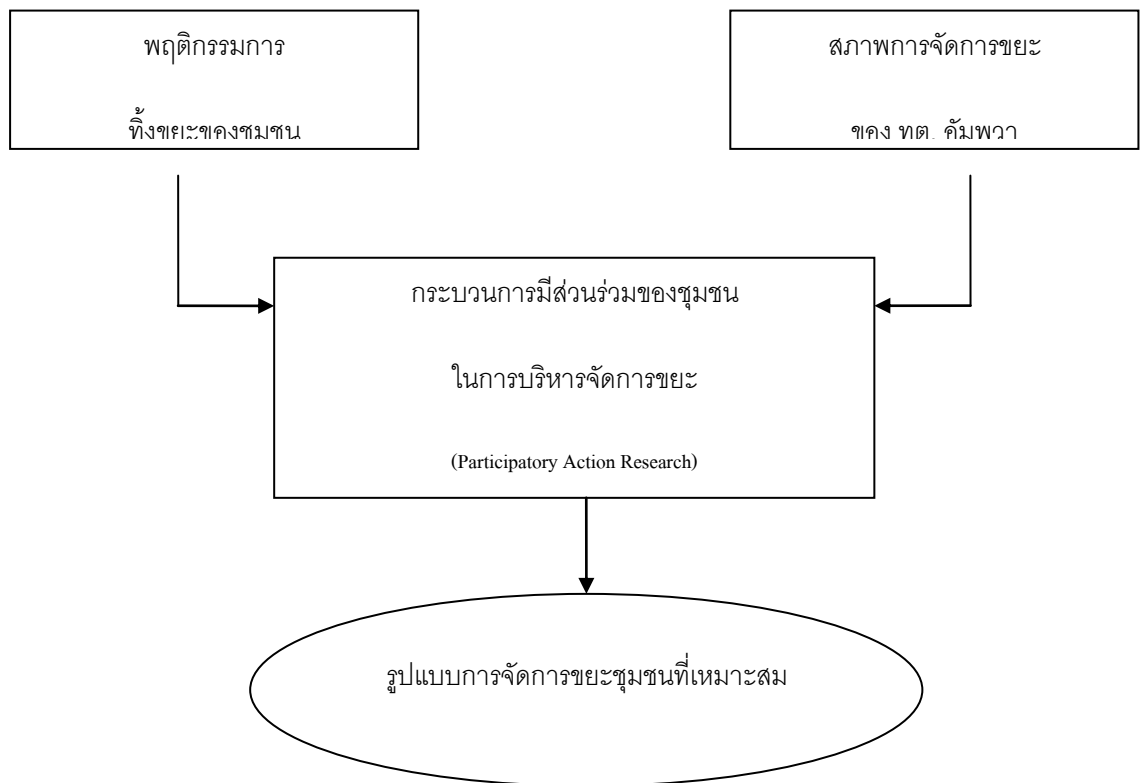 พฤติกรรมการ
ทิ้งขยะของชุมชน
สภาพการจัดการขยะ
ของ ทต. คัมพวา
กระบวนการมีส่วนร่วมของชุมชน
ในการบริหารจัดการขยะ
(Participatory Action Research)
รูปแบบการจัดการขยะชุมชนที่เหมาะสม